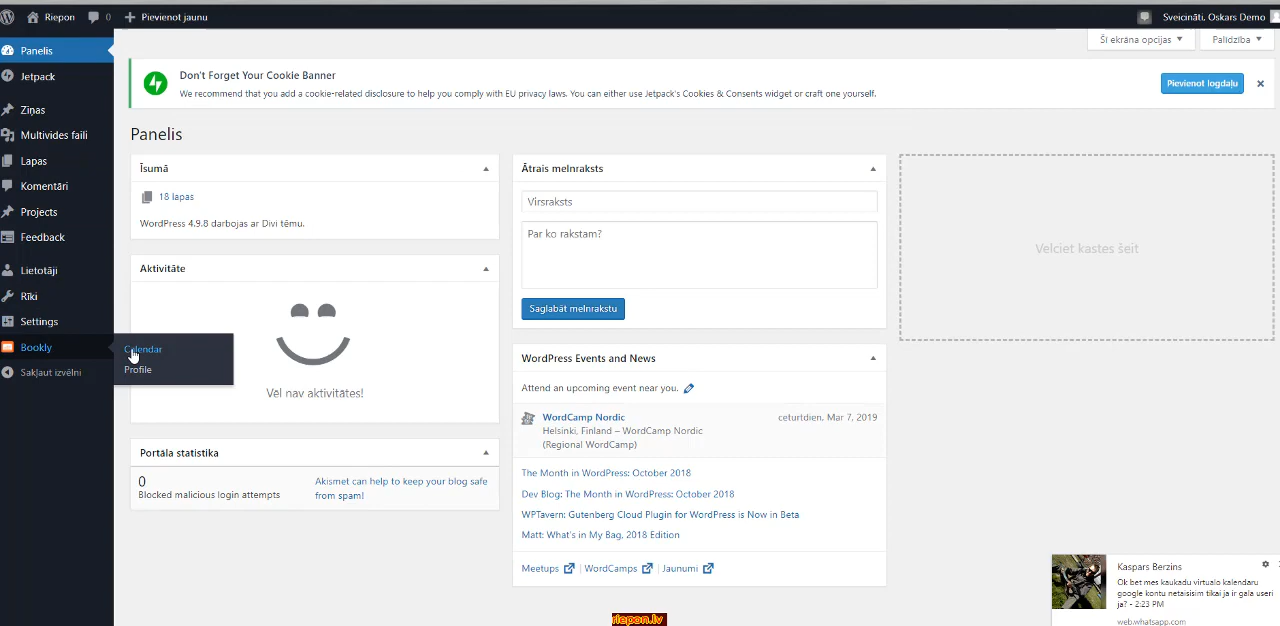 Riepon 0 Pievienot jaunu
Sveicināti, Oskars Demo
Panelis
Jetpack
Ziņas
Multivides faili
Lapas
Komentāri
Projects
Feedback
Lietotāji
Rīki
Settings
Bookly
Sakļaut izvēlni
Calendar
Profile
Šī ekrāna opcijas
Palīdzība
Don't Forget Your Cookie Banner
We recommend that you add a cookie-related disclosure to help you comply with EU privacy laws. You can either use Jetpack's Cookies & Consents widget or craft one yourself.
Pievienot logdaļu
Panelis
Īsumā
18 lapas
WordPress 4.9.8 darbojas ar Divi tēmu.
Aktivitāte
Vēl nav aktivitātes!
Portāla statistika
0
Blocked malicious login attempts
Akismet can help to keep your blog safe
from spam!
Ātrais melnraksts
Virsraksts
Par ko rakstam?
Saglabāt melnrakstu
WordPress Events and News
Attend an upcoming event near you.
WordCamp Nordic
ceturtdien, Mar 7, 2019
Helsinki, Finland – WordCamp Nordic
(Regional WordCamp)
The Month in WordPress: October 2018
Dev Blog: The Month in WordPress: October 2018
WPTavern: Gutenberg Cloud Plugin for WordPress is Now in Beta
Matt: What's in My Bag, 2018 Edition
Meetups | WordCamps | Jaunumi
Velciet kastes šeit
Kaspars Berzins
Ok bet mes kaukadu virtualo kalendaru
google kontu netaisisim tikai ja ir gala useri
ja? - 2:23 PM
web.whatsapp.com
riepon.lv